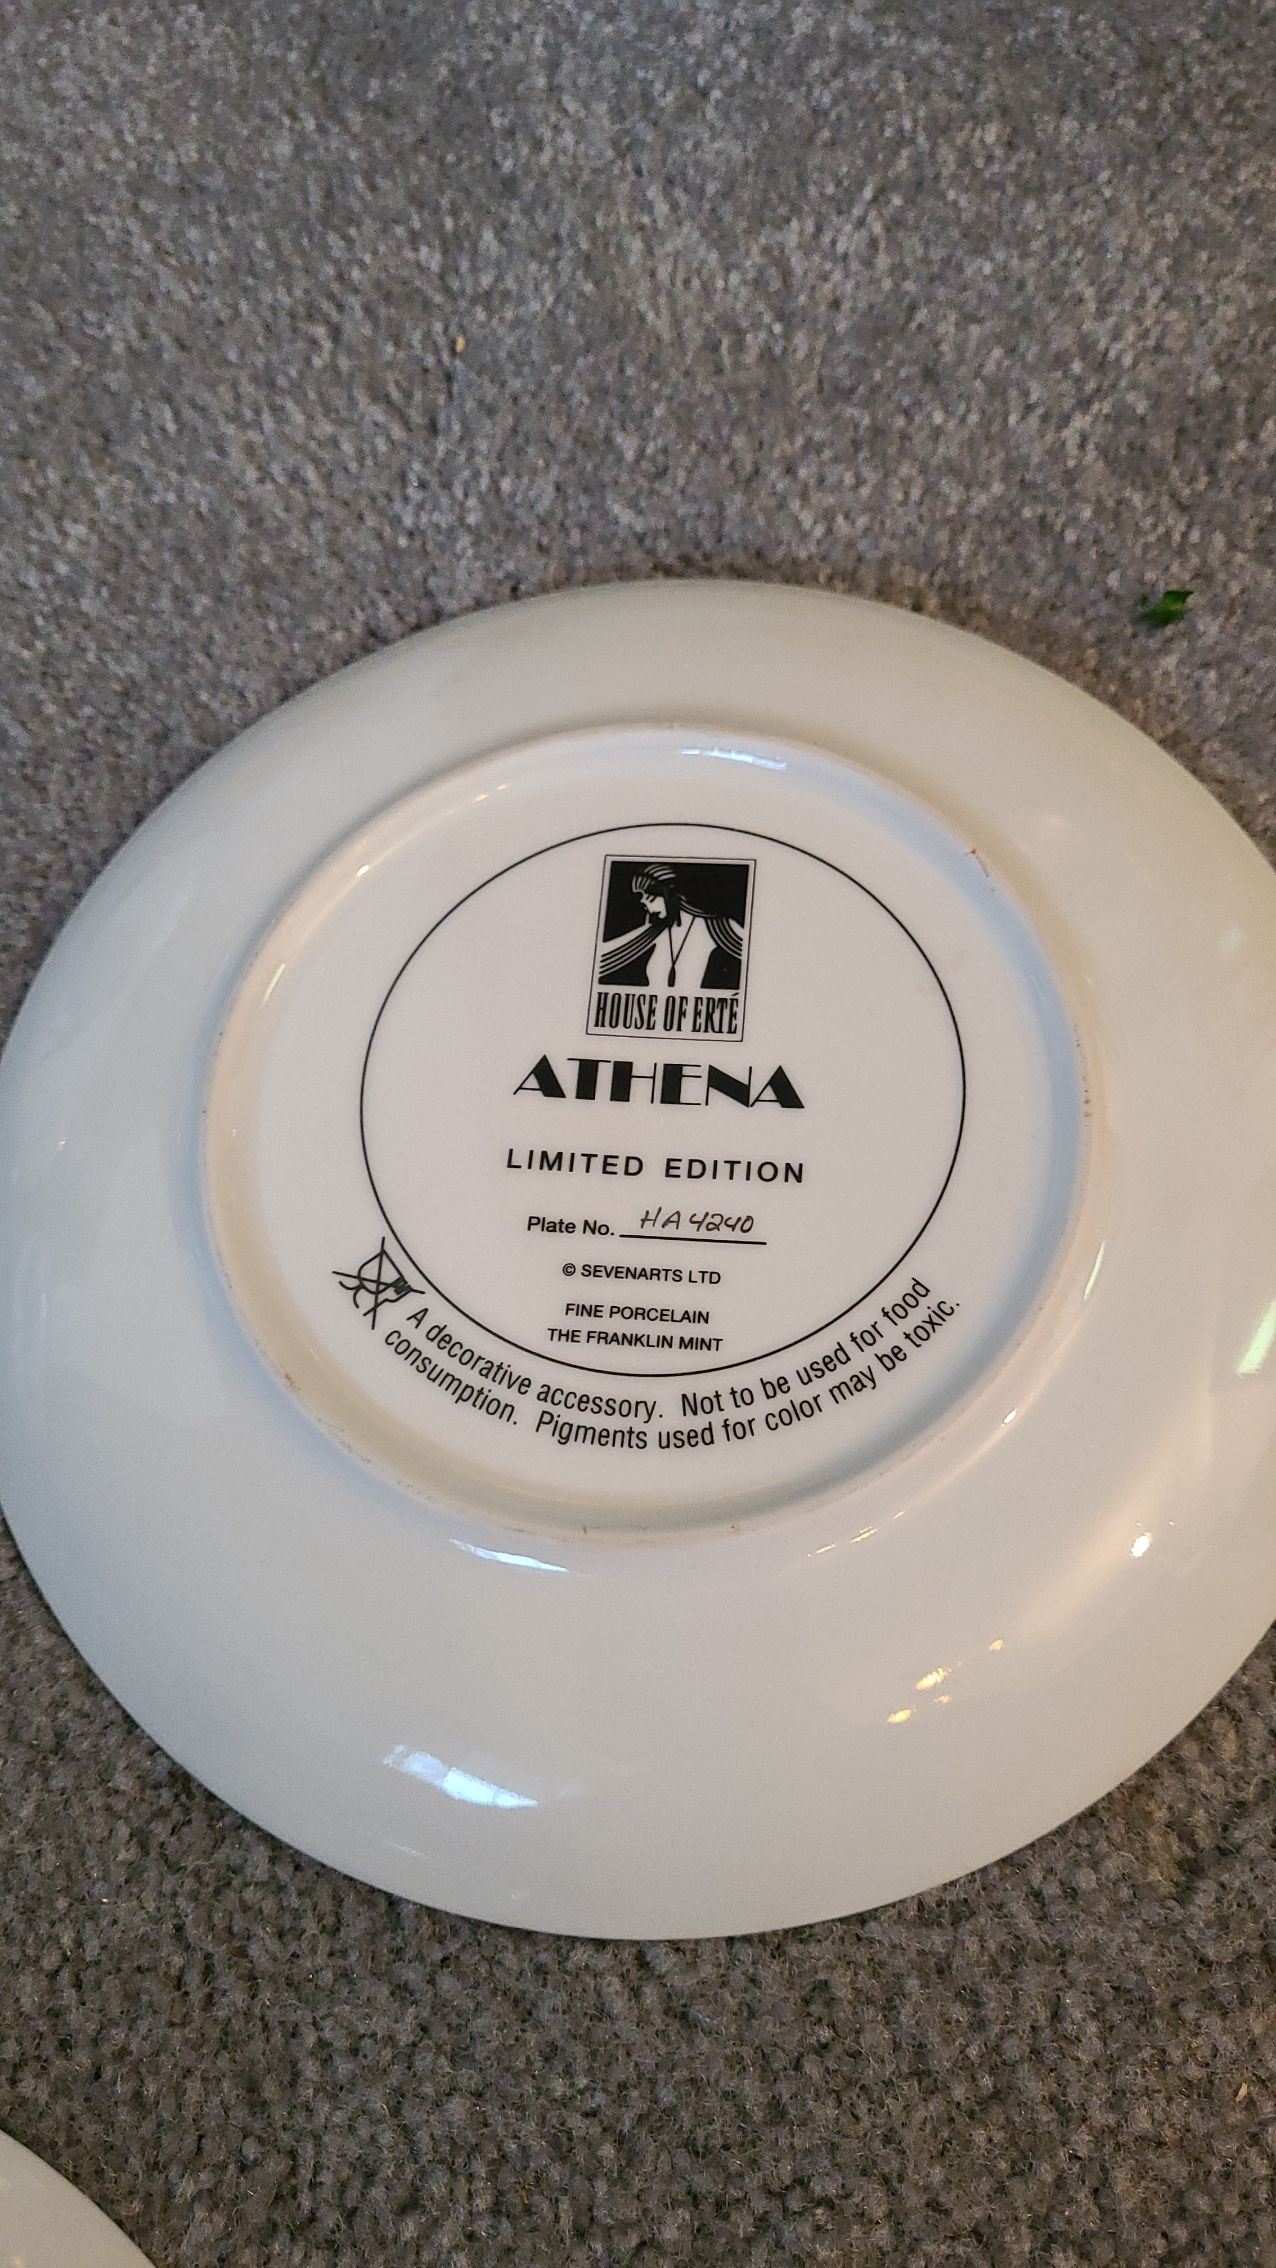 HOUSE OF ERTÉ
ATHENA
LIMITED EDITION
Plate No. HA4240
© SEVENARTS LTD
FINE PORCELAIN
THE FRANKLIN MINT
A decorative accessory. Not to be used for food
consumption. Pigments used for color may be toxic.